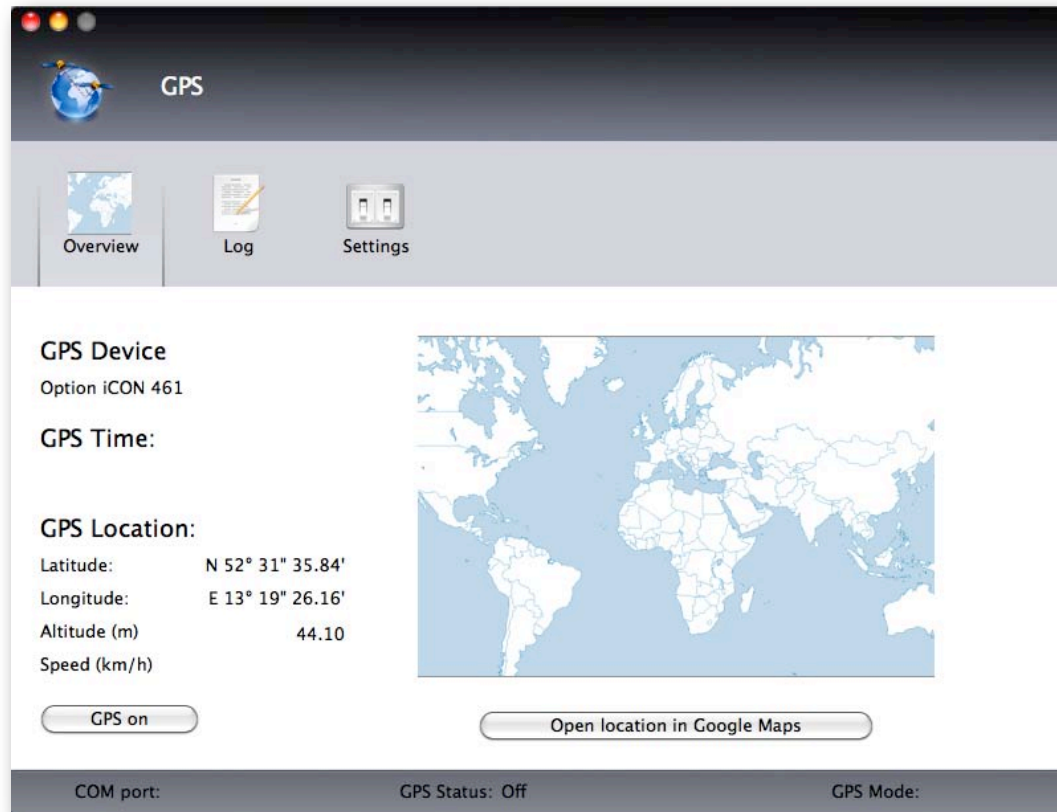 GPS
Overview
Log
Settings
GPS Device
Option iCON 461
GPS Time:
GPS Location:
Latitude: N 52° 31" 35.84'
Longitude: E 13° 19" 26.16'
Altitude (m) 44.10
Speed (km/h)
GPS on
Open location in Google Maps
COM port: GPS Status: Off GPS Mode: